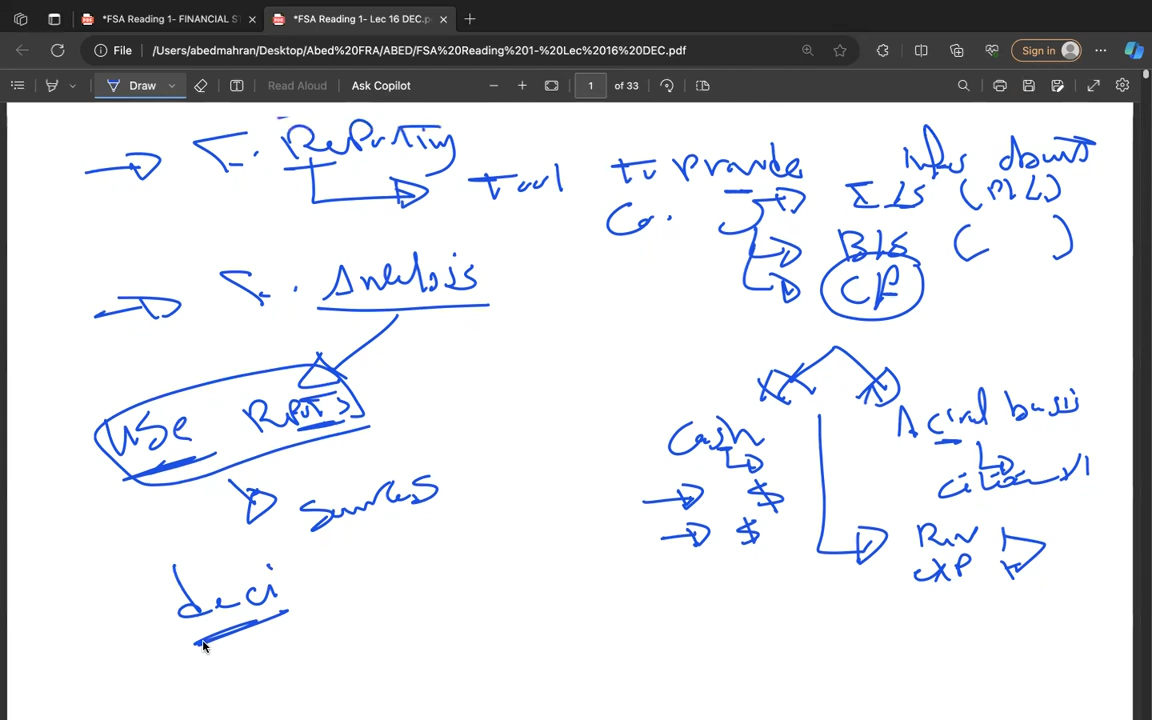 *FSA Reading 1- FINANCIAL S
*FSA Reading 1- Lec 16 DEC.p
File
/Users/abedmahran/Desktop/Abed%20FRA/ABED/FSA%20Reading%201-%20Lec%2016%20DEC.pdf
Sign in
Draw
Read Aloud
Ask Copilot
1 of 33
F. Reporting
tool to provide infos about
Co.
I/S (P/L)
B/S ( )
CF
F. Analysis
use Reports
sources
deci
Cash
$
$
Accrual basis
Rev
exp